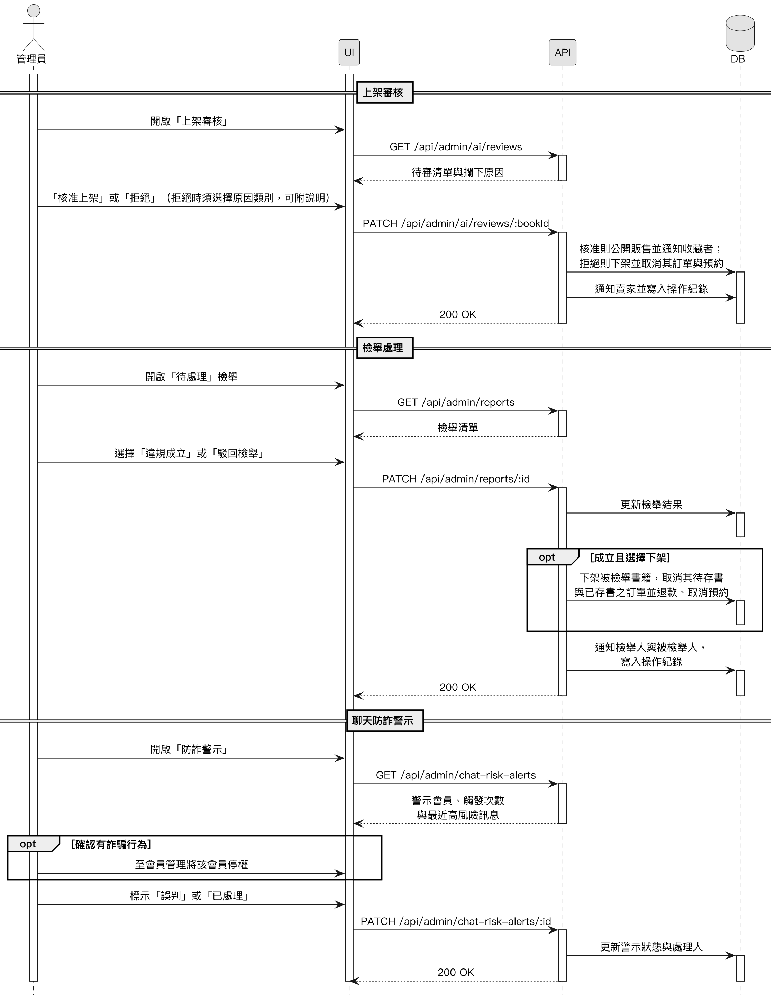 管理員
UI
API
DB
上架審核
開啟「上架審核」
GET /api/admin/ai/reviews
待審清單與攔下原因
「核准上架」或「拒絕」（拒絕時須選擇原因類別，可附說明）
PATCH /api/admin/ai/reviews/:bookId
核准則公開販售並通知收藏者；
拒絕則下架並取消其訂單與預約
通知賣家並寫入操作紀錄
200 OK
檢舉處理
開啟「待處理」檢舉
GET /api/admin/reports
檢舉清單
選擇「違規成立」或「駁回檢舉」
PATCH /api/admin/reports/:id
更新檢舉結果
opt [成立且選擇下架]
下架被檢舉書籍，取消其待存書
與已存書之訂單並退款、取消預約
通知檢舉人與被檢舉人，
寫入操作紀錄
200 OK
聊天防詐警示
開啟「防詐警示」
GET /api/admin/chat-risk-alerts
警示會員、觸發次數
與最近高風險訊息
opt [確認有詐騙行為]
至會員管理將該會員停權
標示「誤判」或「已處理」
PATCH /api/admin/chat-risk-alerts/:id
更新警示狀態與處理人
200 OK